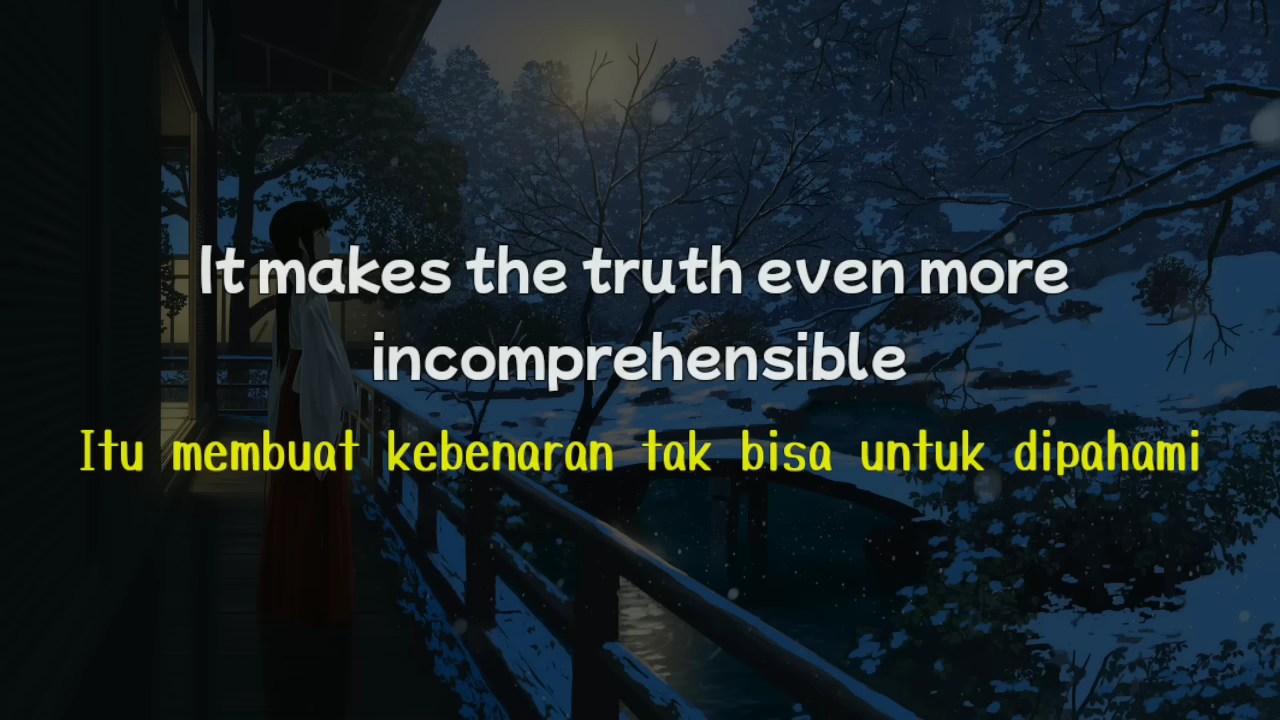 It makes the truth even more
incomprehensible
Itu membuat kebenaran tak bisa untuk dipahami